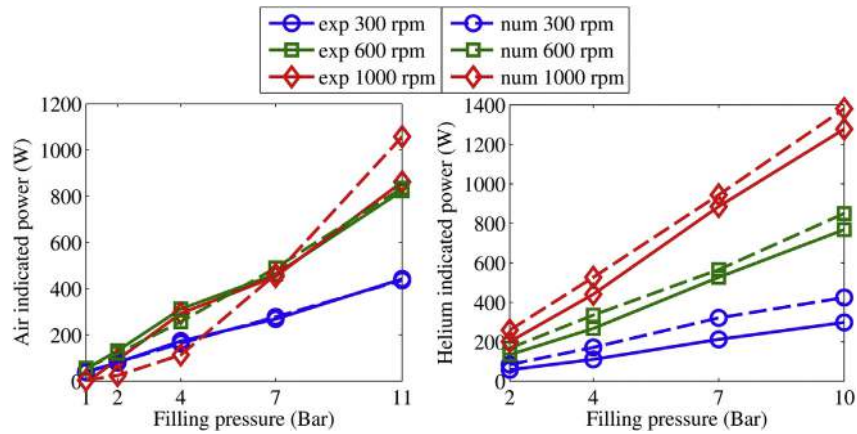 exp 300 rpm num 300 rpm
exp 600 rpm num 600 rpm
exp 1000 rpm num 1000 rpm
Air indicated power (W)
1200
1000
800
600
400
200
0
1 2 4 7 11
Filling pressure (Bar)
Helium indicated power (W)
1400
1200
1000
800
600
400
200
0
2 4 7 10
Filling pressure (Bar)